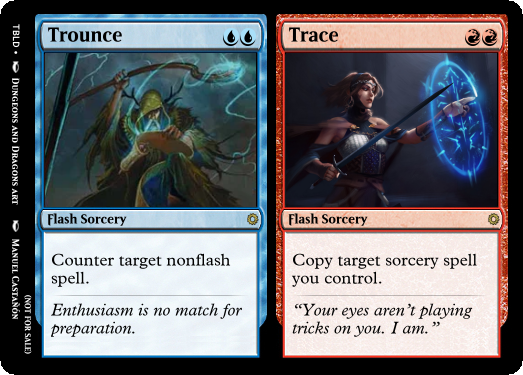 Trounce
Flash Sorcery
Counter target nonflash
spell.
Enthusiasm is no match for
preparation.
Trace
Flash Sorcery
Copy target sorcery spell
you control.
“Your eyes aren’t playing
tricks on you. I am.”
TBLD • Dungeons and Dragons art Manuel Castañón
(NOT FOR SALE)